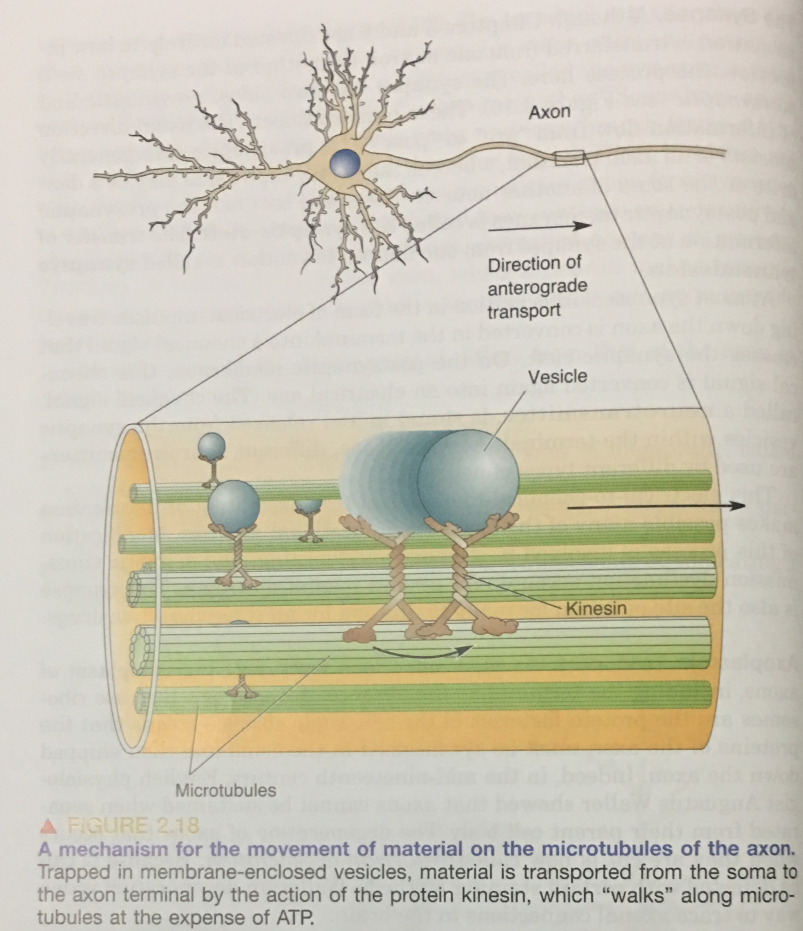 Axon
Direction of
anterograde
transport
Vesicle
Kinesin
Microtubules
▲ FIGURE 2.18
A mechanism for the movement of material on the microtubules of the axon.
Trapped in membrane-enclosed vesicles, material is transported from the soma to
the axon terminal by the action of the protein kinesin, which “walks” along micro-
tubules at the expense of ATP.